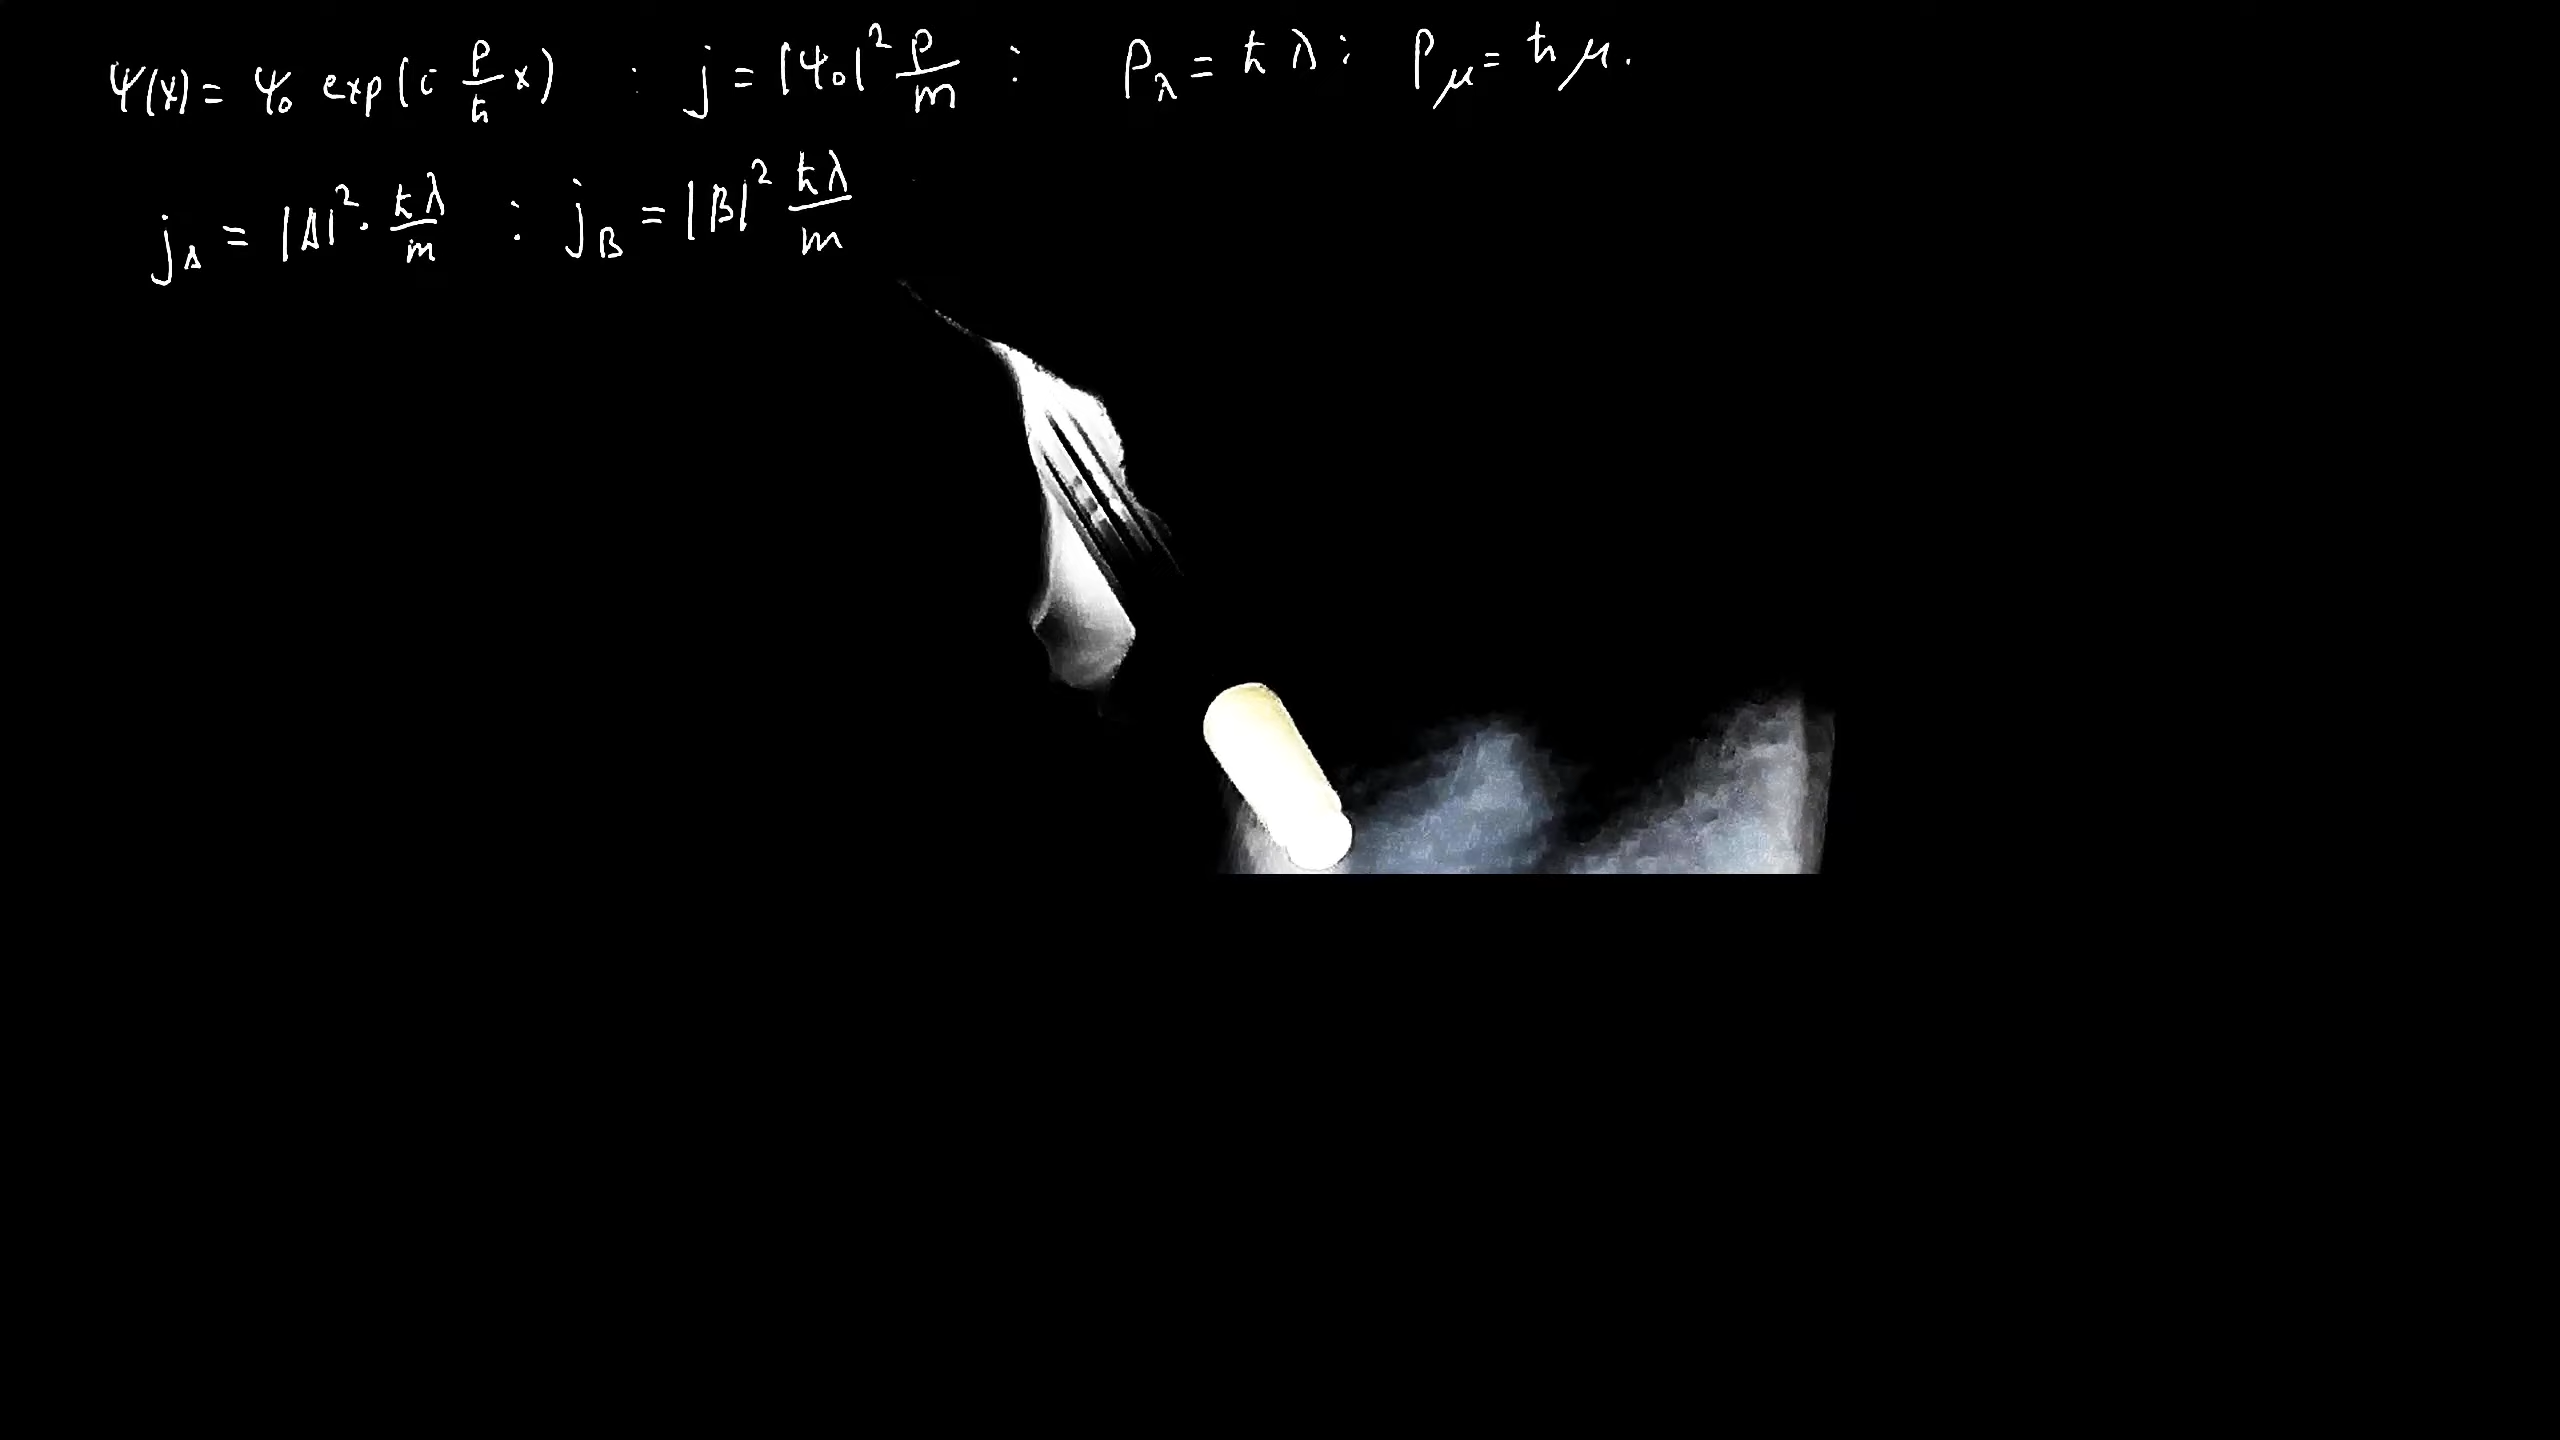 Ψ(x) = Ψ₀ exp(i p/ħ x) : j = |Ψ₀|² p/m : p_λ = ħλ ; p_μ = ħμ.
j_A = |A|² · ħλ/m : j_B = |B|² ħλ/m